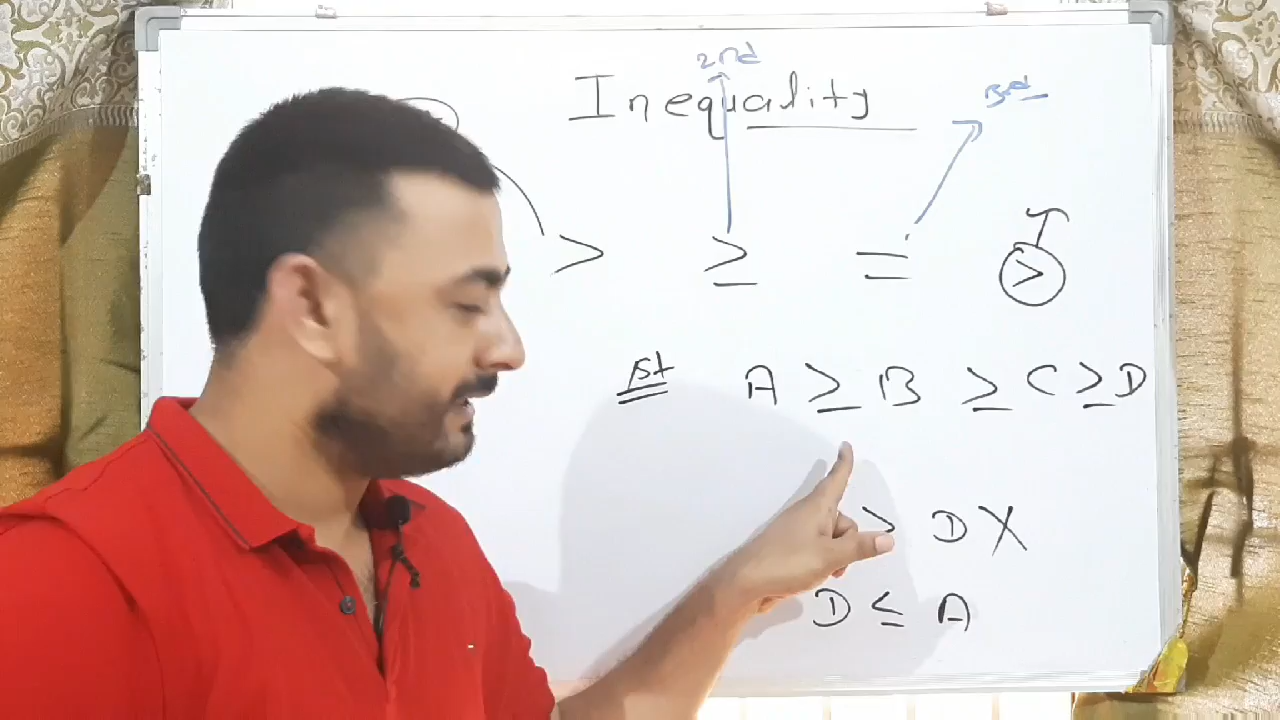 2nd
Inequality
3rd
> ≥ = >
1st A ≥ B ≥ C ≥ D
> D X
D ≤ A